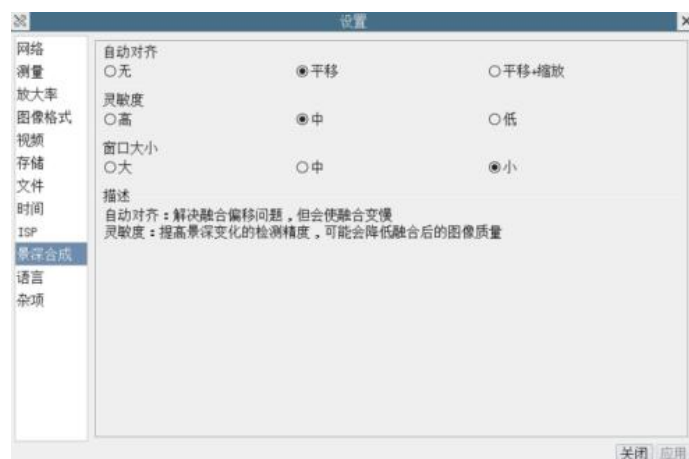 设置
网络
测量
放大率
图像格式
视频
存储
文件
时间
ISP
景深合成
语言
杂项
自动对齐
无 平移 平移+缩放
灵敏度
高 中 低
窗口大小
大 中 小
描述
自动对齐：解决融合偏移问题，但会使融合变慢
灵敏度：提高景深变化的检测精度，可能会降低融合后的图像质量
关闭 应用